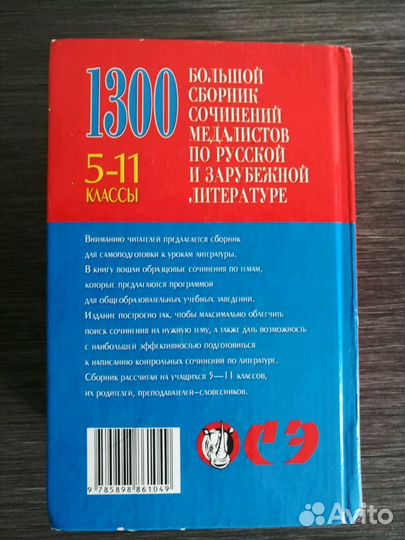 1300
БОЛЬШОЙ
СБОРНИК
СОЧИНЕНИЙ
МЕДАЛИСТОВ
ПО РУССКОЙ
И ЗАРУБЕЖНОЙ
ЛИТЕРАТУРЕ
5-11
КЛАССЫ
Вниманию читателей предлагается сборник
для самоподготовки к урокам литературы.
В книгу вошли образцовые сочинения по темам,
которые предлагаются программой
для общеобразовательных учебных заведений.
Издание построено так, чтобы максимально облегчить
поиск сочинения на нужную тему, а также дать возможность
с наибольшей эффективностью подготовиться
к написанию контрольных сочинений по литературе.
Сборник рассчитан на учащихся 5—11 классов,
их родителей, преподавателей-словесников.
9 785898 861049
ОСЭ
Avito